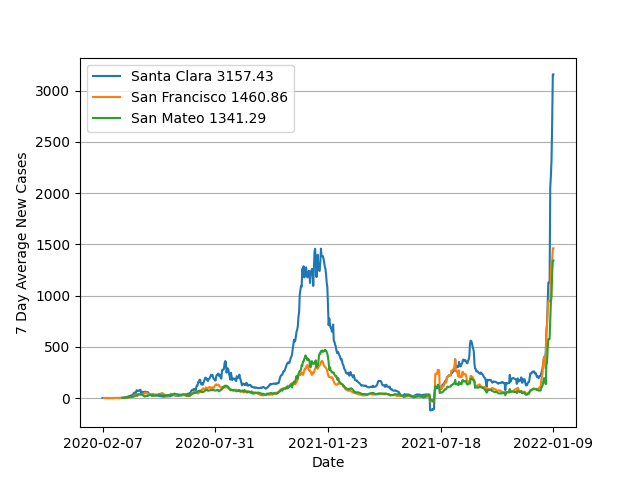 Santa Clara 3157.43
San Francisco 1460.86
San Mateo 1341.29
7 Day Average New Cases
3000
2500
2000
1500
1000
500
0
2020-02-07 2020-07-31 2021-01-23 2021-07-18 2022-01-09
Date